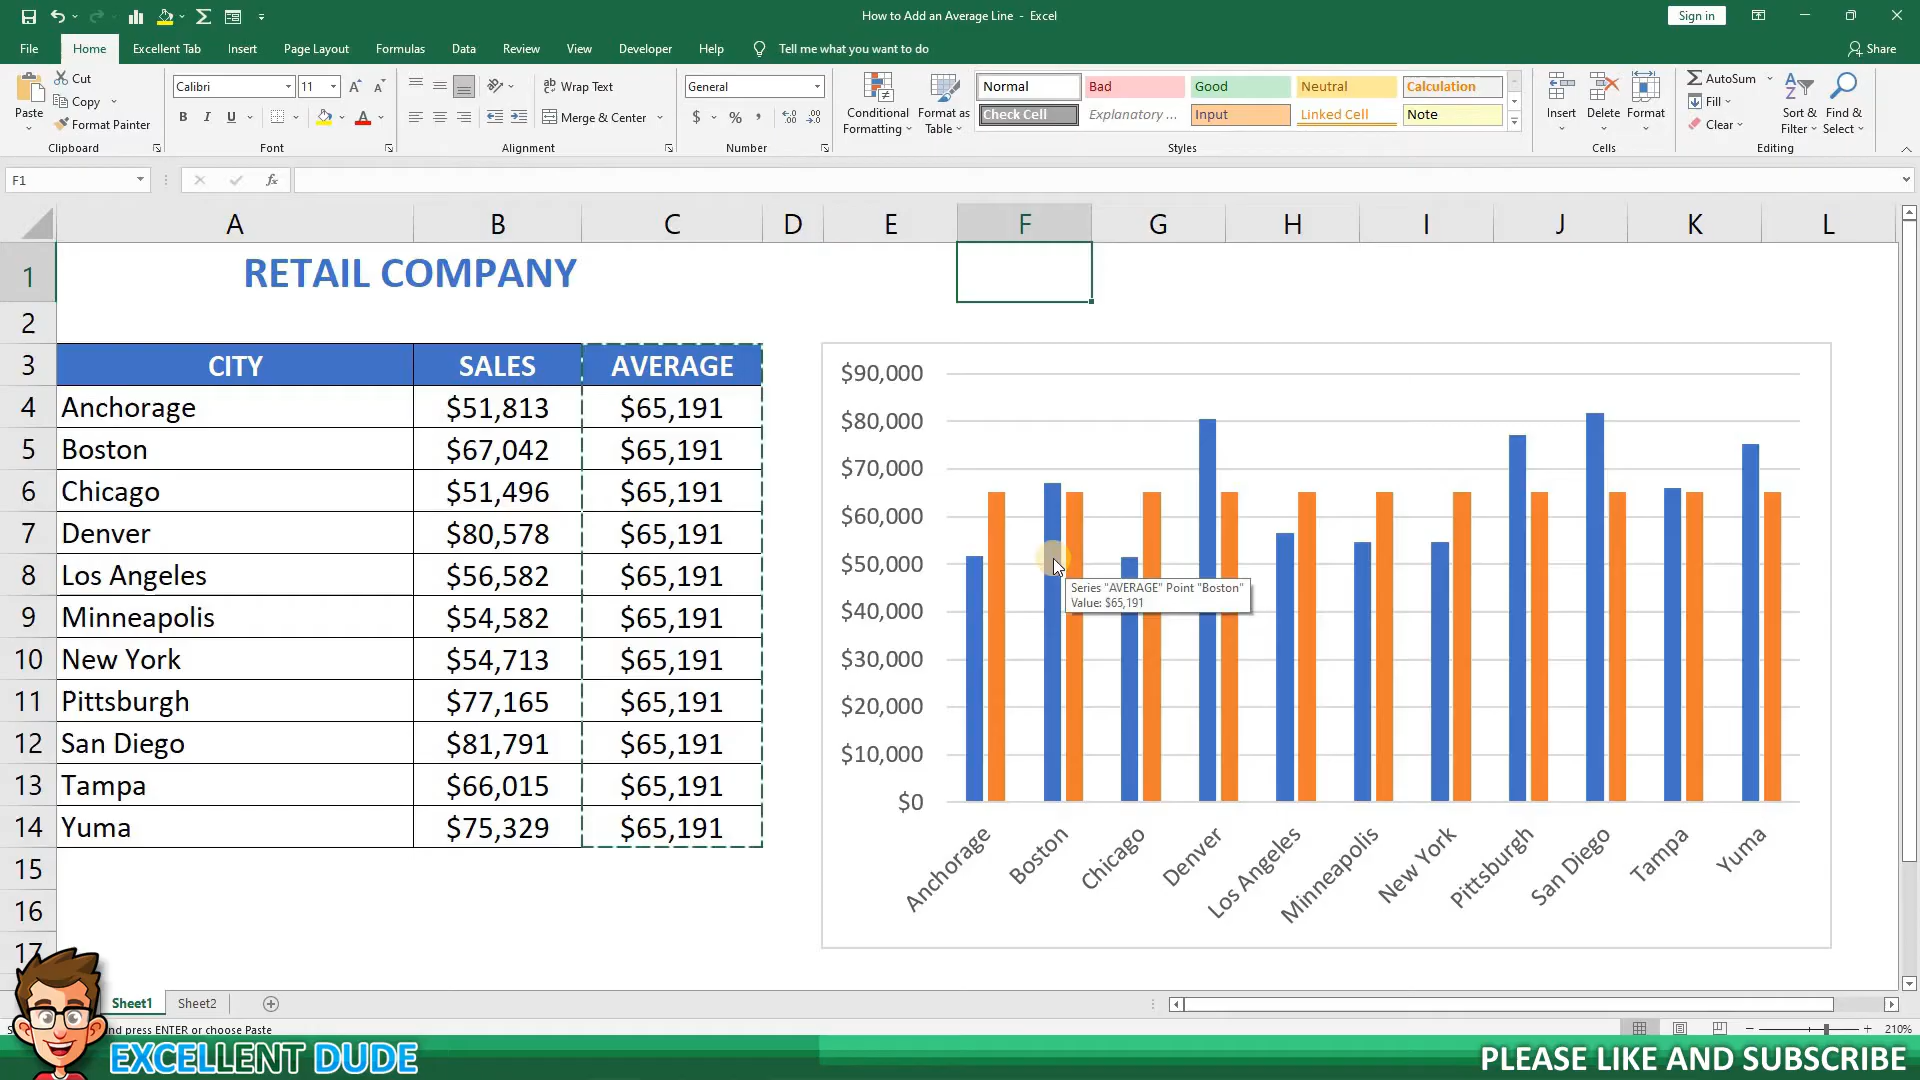 How to Add an Average Line - Excel
Sign in
File Home Excellent Tab Insert Page Layout Formulas Data Review View Developer Help Tell me what you want to do Share
Paste
Cut
Copy
Format Painter
Clipboard
Calibri 11
B I U
Font
Wrap Text
Merge & Center
Alignment
General
$ % ,
Number
Conditional Formatting
Format as Table
Normal Bad Good Neutral Calculation
Check Cell Explanatory ... Input Linked Cell Note
Styles
Insert Delete Format
Cells
AutoSum
Fill
Clear
Sort & Filter
Find & Select
Editing
F1
fx
A B C D E F G H I J K L
1 RETAIL COMPANY
2
3 CITY SALES AVERAGE
4 Anchorage $51,813 $65,191
5 Boston $67,042 $65,191
6 Chicago $51,496 $65,191
7 Denver $80,578 $65,191
8 Los Angeles $56,582 $65,191
9 Minneapolis $54,582 $65,191
10 New York $54,713 $65,191
11 Pittsburgh $77,165 $65,191
12 San Diego $81,791 $65,191
13 Tampa $66,015 $65,191
14 Yuma $75,329 $65,191
15
16
17
$90,000
$80,000
$70,000
$60,000
$50,000
$40,000
$30,000
$20,000
$10,000
$0
Series "AVERAGE" Point "Boston"
Value: $65,191
Anchorage Boston Chicago Denver Los Angeles Minneapolis New York Pittsburgh San Diego Tampa Yuma
Sheet1 Sheet2
nd press ENTER or choose Paste
210%
EXCELLENT DUDE
PLEASE LIKE AND SUBSCRIBE